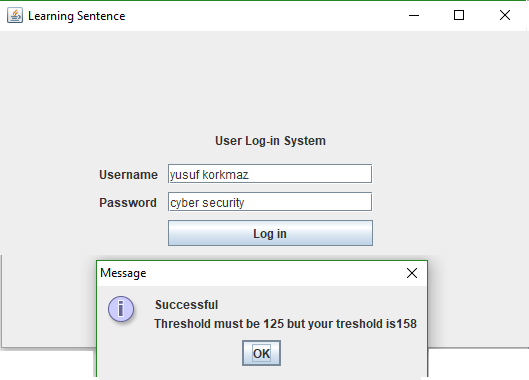 Learning Sentence
User Log-in System
Username yusuf korkmaz
Password cyber security
Log in
Message
Successful
Threshold must be 125 but your treshold is158
OK